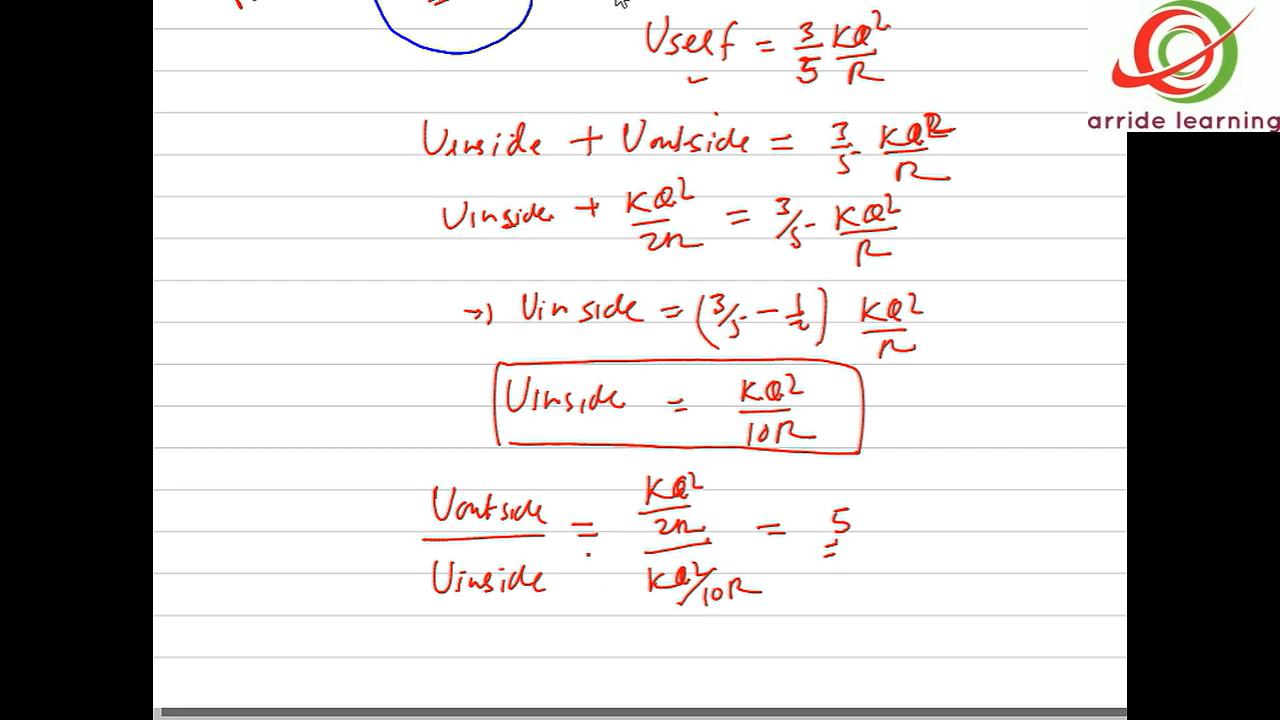 Uself = 3/5 KQ²/R
arride learning
Uinside + Uoutside = 3/5 KQ²/R
Uinside + KQ²/2R = 3/5 KQ²/R
=> Uinside = (3/5 - 1/2) KQ²/R
Uinside = KQ²/10R
Uoutside/Uinside = (KQ²/2R)/(KQ²/10R) = 5